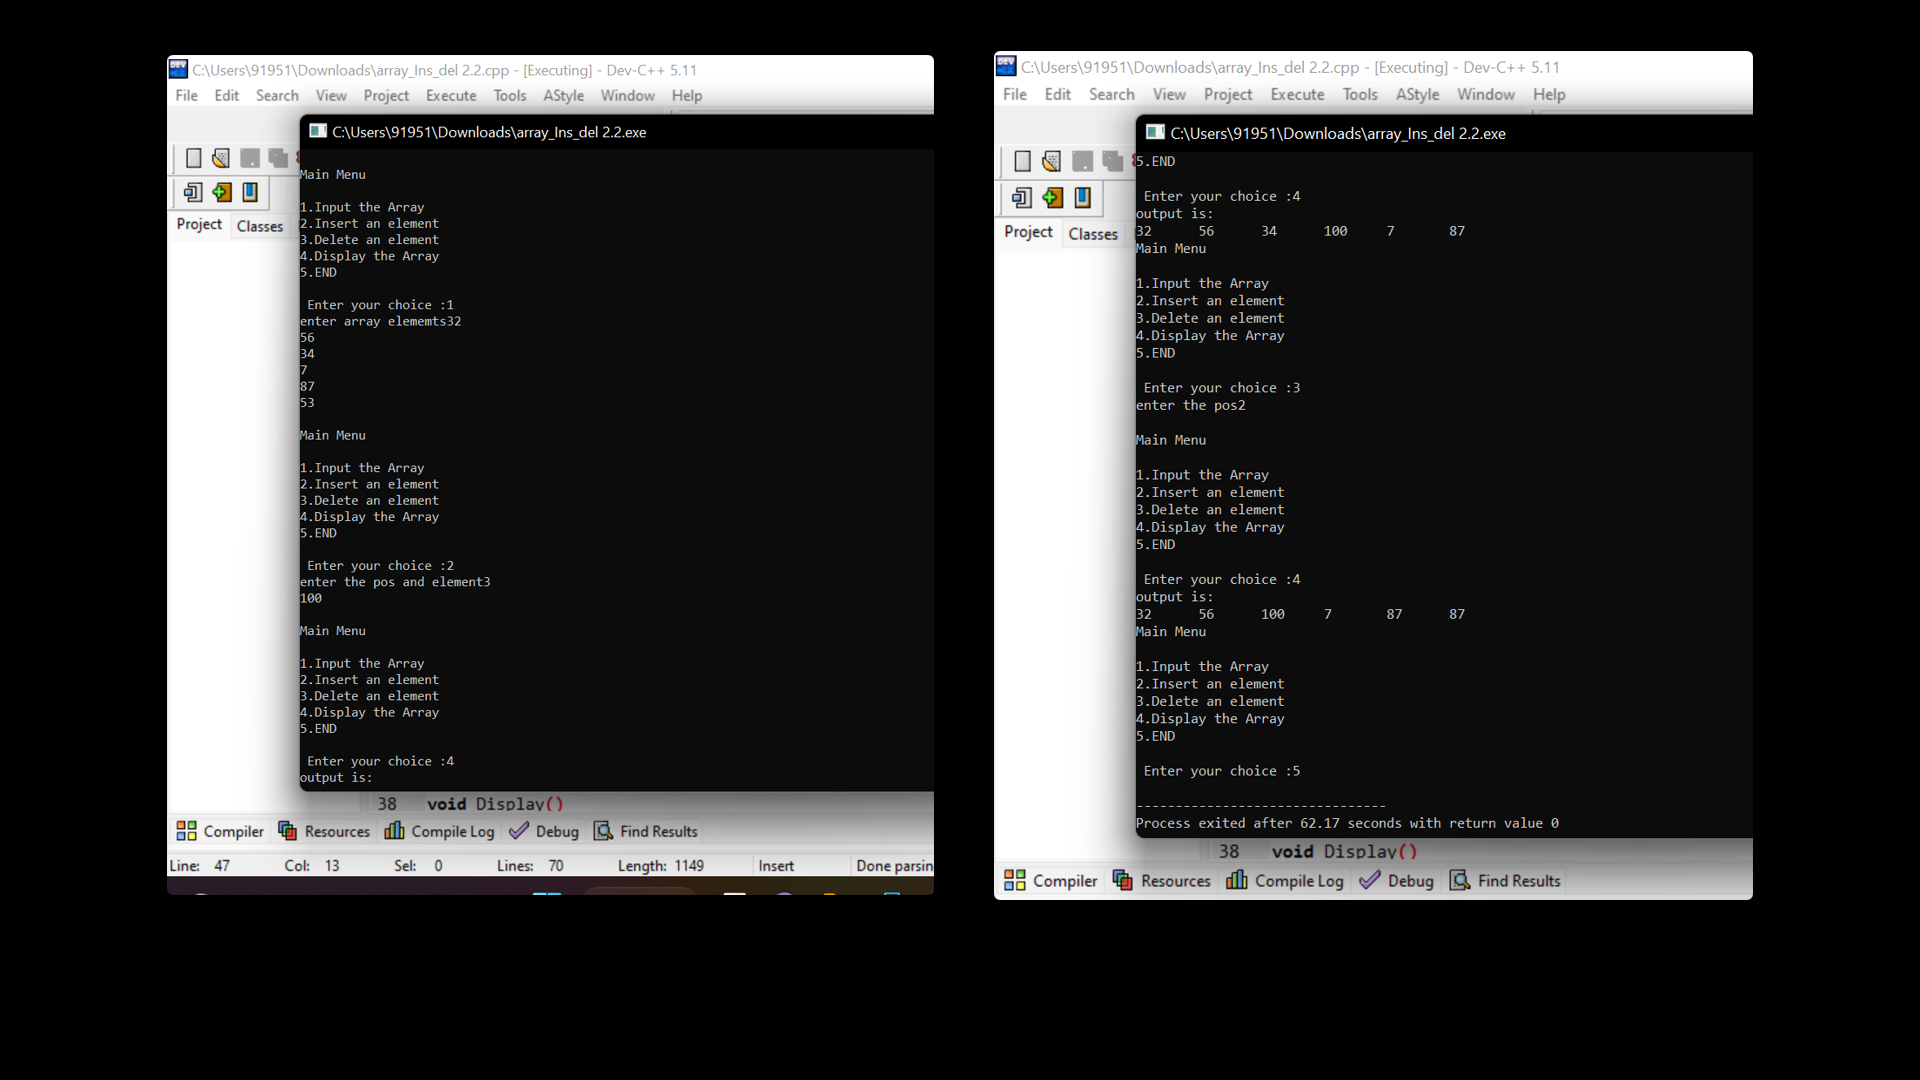 C:\Users\91951\Downloads\array_Ins_del 2.2.cpp - [Executing] - Dev-C++ 5.11
File Edit Search View Project Execute Tools AStyle Window Help
C:\Users\91951\Downloads\array_Ins_del 2.2.exe
Project Classes
Main Menu
1.Input the Array
2.Insert an element
3.Delete an element
4.Display the Array
5.END
Enter your choice :1
enter array elememts32
56
34
7
87
53
Main Menu
1.Input the Array
2.Insert an element
3.Delete an element
4.Display the Array
5.END
Enter your choice :2
enter the pos and element3
100
Main Menu
1.Input the Array
2.Insert an element
3.Delete an element
4.Display the Array
5.END
Enter your choice :4
output is:
38 void Display()
Compiler Resources Compile Log Debug Find Results
Line: 47 Col: 13 Sel: 0 Lines: 70 Length: 1149 Insert Done parsin
C:\Users\91951\Downloads\array_Ins_del 2.2.cpp - [Executing] - Dev-C++ 5.11
File Edit Search View Project Execute Tools AStyle Window Help
C:\Users\91951\Downloads\array_Ins_del 2.2.exe
Project Classes
5.END
Enter your choice :4
output is:
32 56 34 100 7 87
Main Menu
1.Input the Array
2.Insert an element
3.Delete an element
4.Display the Array
5.END
Enter your choice :3
enter the pos2
Main Menu
1.Input the Array
2.Insert an element
3.Delete an element
4.Display the Array
5.END
Enter your choice :4
output is:
32 56 100 7 87 87
Main Menu
1.Input the Array
2.Insert an element
3.Delete an element
4.Display the Array
5.END
Enter your choice :5
--------------------------------
Process exited after 62.17 seconds with return value 0
38 void Display()
Compiler Resources Compile Log Debug Find Results